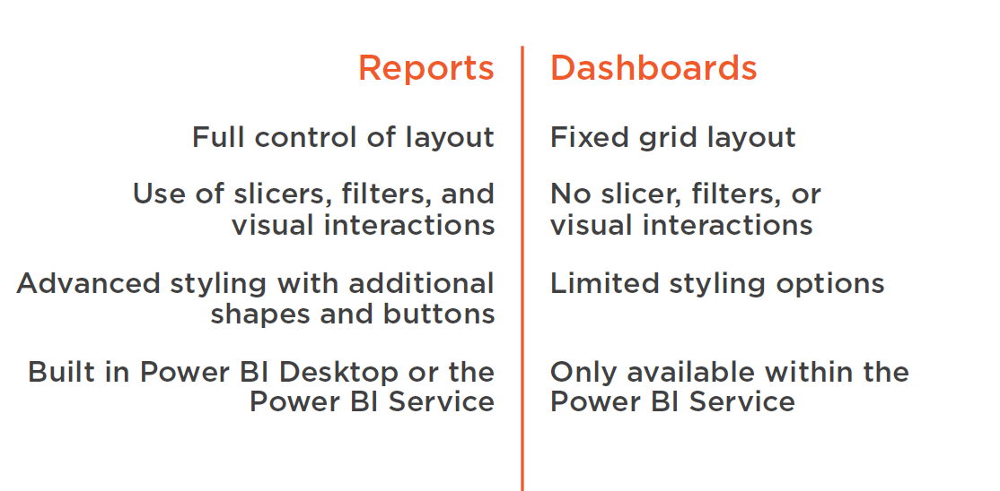 Reports
Full control of layout
Use of slicers, filters, and
visual interactions
Advanced styling with additional
shapes and buttons
Built in Power BI Desktop or the
Power BI Service
Dashboards
Fixed grid layout
No slicer, filters, or
visual interactions
Limited styling options
Only available within the
Power BI Service